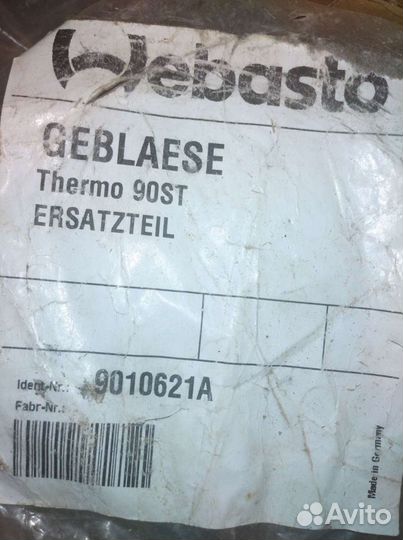 Webasto
GEBLAESE
Thermo 90ST
ERSATZTEIL
Ident-Nr.: 9010621A
Fabr-Nr.:
Made in Germany
Avito